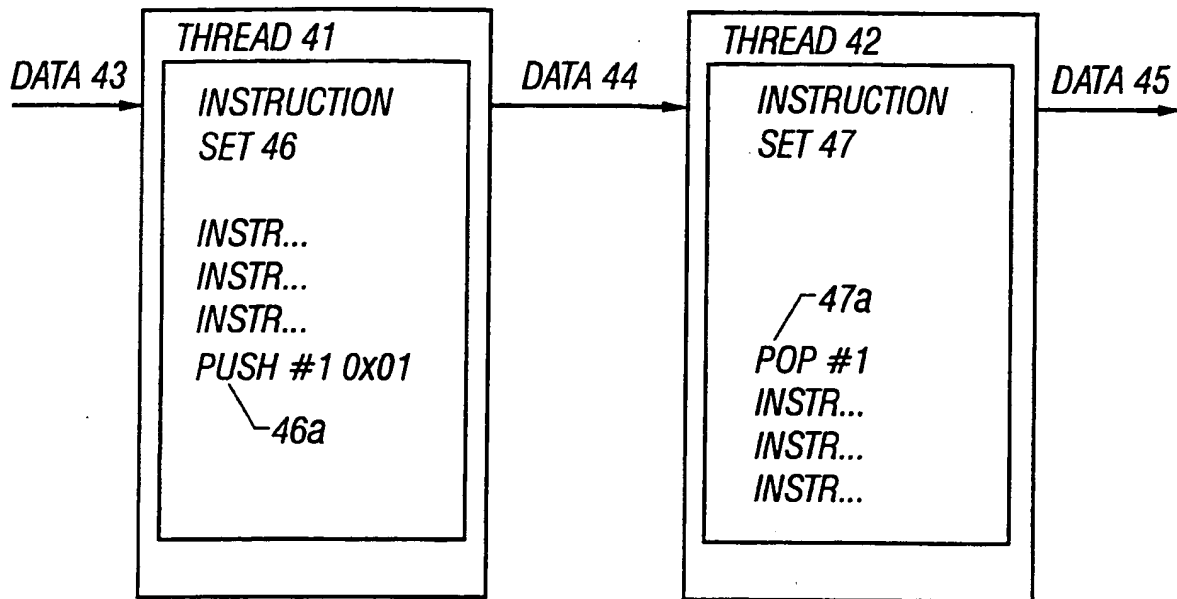 DATA 43
THREAD 41
INSTRUCTION
SET 46
INSTR...
INSTR...
INSTR...
PUSH #1 0x01
46a
DATA 44
THREAD 42
INSTRUCTION
SET 47
47a
POP #1
INSTR...
INSTR...
INSTR...
DATA 45